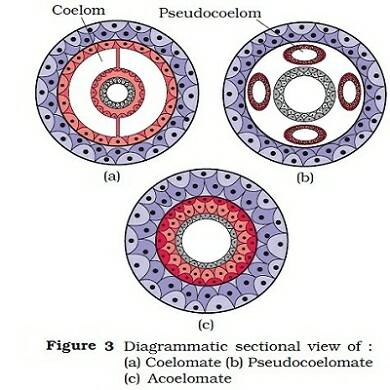 Coelom
Pseudocoelom
(a)
(b)
(c)
Figure 3 Diagrammatic sectional view of :
(a) Coelomate (b) Pseudocoelomate
(c) Acoelomate